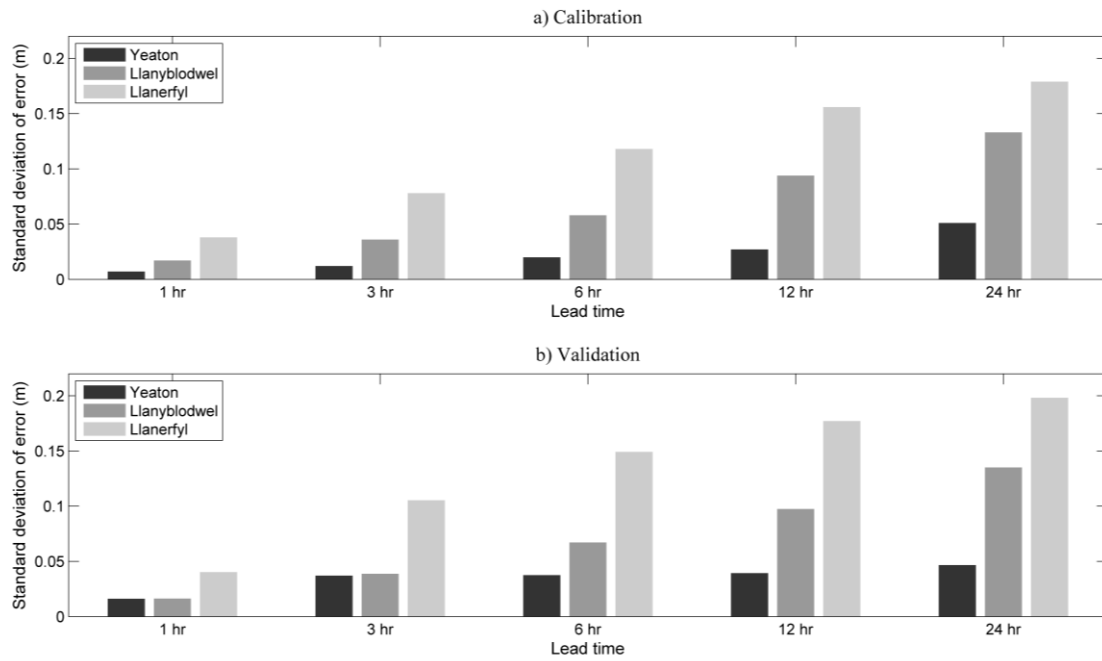 a) Calibration
Standard deviation of error (m)
0.2
0.15
0.1
0.05
0
Yeaton
Llanyblodwel
Llanerfyl
1 hr 3 hr 6 hr 12 hr 24 hr
Lead time
b) Validation
Standard deviation of error (m)
0.2
0.15
0.1
0.05
0
Yeaton
Llanyblodwel
Llanerfyl
1 hr 3 hr 6 hr 12 hr 24 hr
Lead time